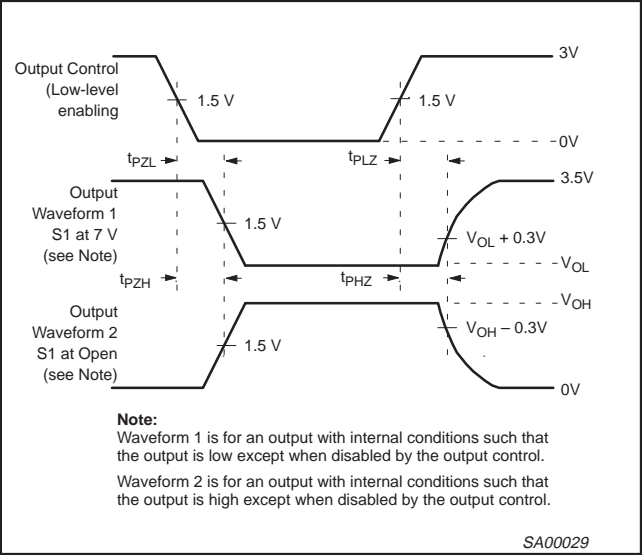 3V
Output Control
(Low-level
enabling
1.5 V
1.5 V
0V
tPZL
tPLZ
3.5V
Output
Waveform 1
S1 at 7 V
(see Note)
1.5 V
VOL + 0.3V
VOL
tPZH
tPHZ
VOH
Output
Waveform 2
S1 at Open
(see Note)
1.5 V
VOH – 0.3V
0V
Note:
Waveform 1 is for an output with internal conditions such that
the output is low except when disabled by the output control.
Waveform 2 is for an output with internal conditions such that
the output is high except when disabled by the output control.
SA00029